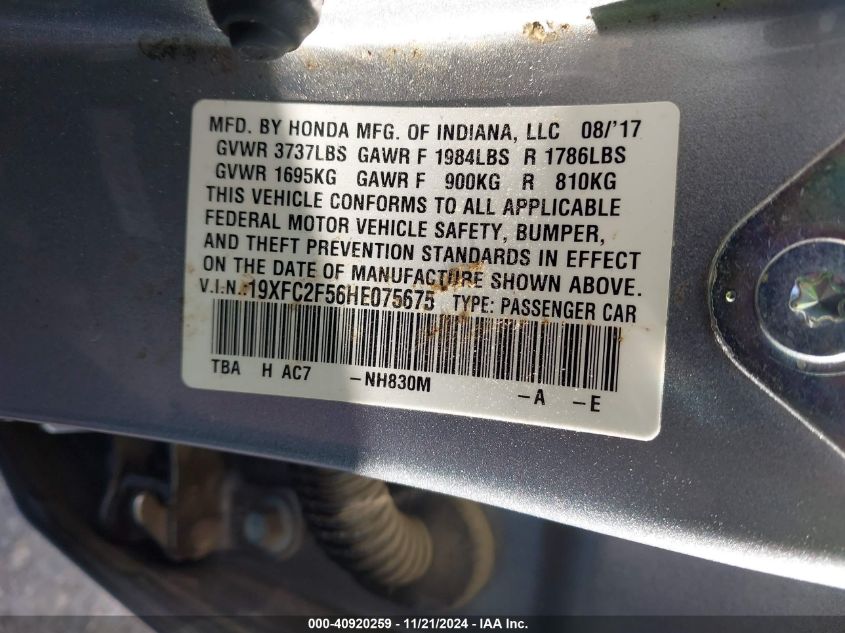 MFD. BY HONDA MFG. OF INDIANA, LLC 08/'17
GVWR 3737LBS GAWR F 1984LBS R 1786LBS
GVWR 1695KG GAWR F 900KG R 810KG
THIS VEHICLE CONFORMS TO ALL APPLICABLE
FEDERAL MOTOR VEHICLE SAFETY, BUMPER,
AND THEFT PREVENTION STANDARDS IN EFFECT
ON THE DATE OF MANUFACTURE SHOWN ABOVE.
V.I.N.:19XFC2F56HE075675 TYPE: PASSENGER CAR
TBA H AC7 -NH830M -A -E
000-40920259 - 11/21/2024 - IAA Inc.